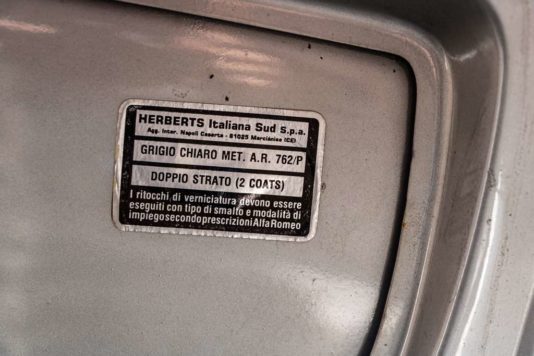 HERBERTS Italiana Sud S.p.a.
Agg. Inter. Napoli Caserta - 81025 Marcianise (CE)
GRIGIO CHIARO MET. A.R. 762/P
DOPPIO STRATO (2 COATS)
I ritocchi di verniciatura devono essere
eseguiti con tipo di smalto e modalità di
impiegosecondoprescrizioniAlfaRomeo